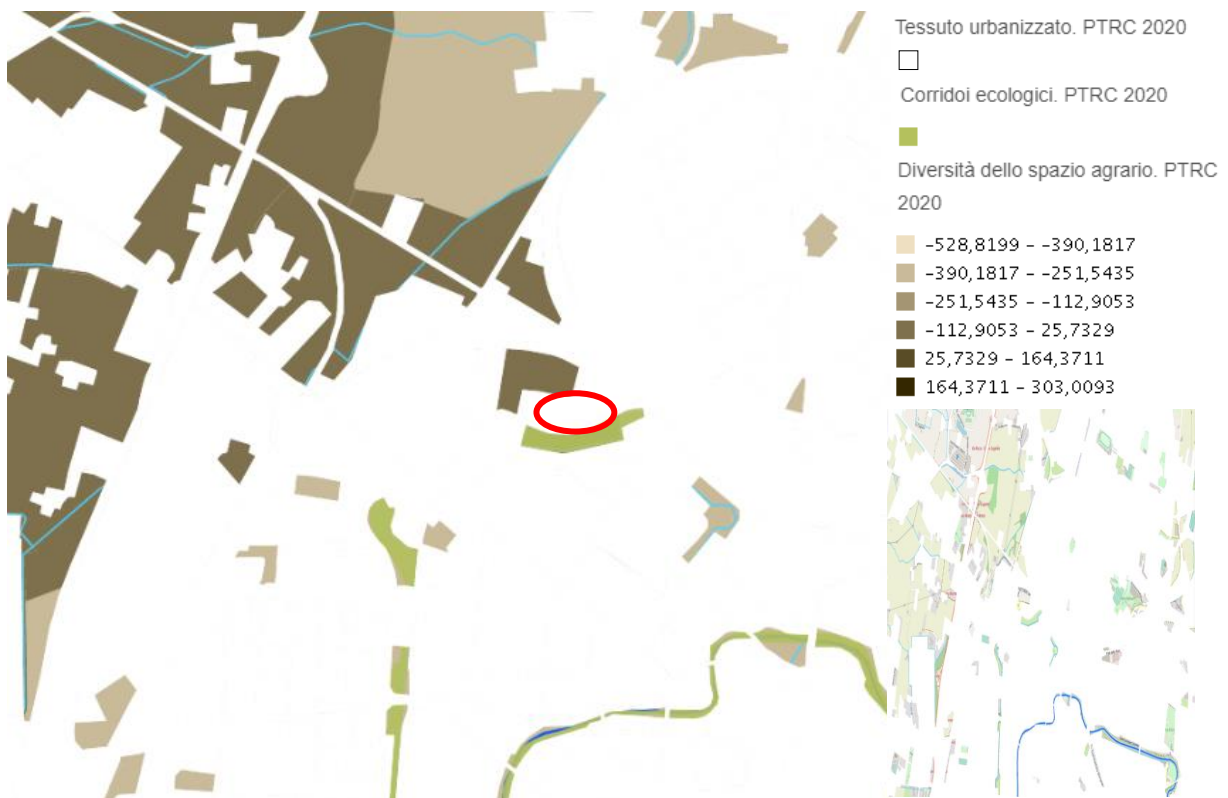 Tessuto urbanizzato. PTRC 2020
Corridoi ecologici. PTRC 2020
Diversità dello spazio agrario. PTRC
2020
-528,8199 - -390,1817
-390,1817 - -251,5435
-251,5435 - -112,9053
-112,9053 - 25,7329
25,7329 - 164,3711
164,3711 - 303,0093